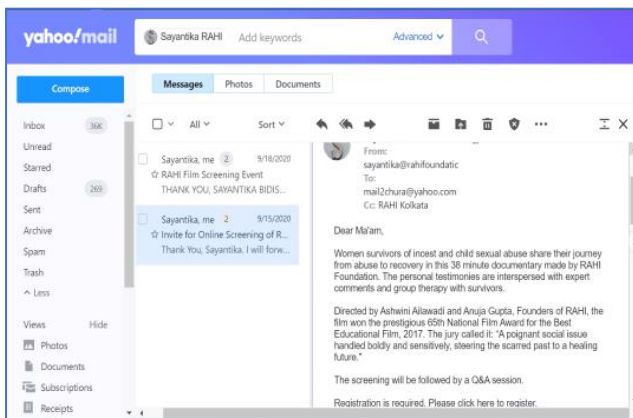 yahoo!mail
Sayantika RAHI Add keywords Advanced
Compose
Messages Photos Documents
Inbox 36K
Unread
Starred
Drafts 269
Sent
Archive
Spam
Trash
Less
Views Hide
Photos
Documents
Subscriptions
Receipts
All Sort
Sayantika, me 2 9/18/2020
RAHI Film Screening Event
THANK YOU, SAYANTIKA BIDIS...
Sayantika, me 2 9/15/2020
Invite for Online Screening of R...
Thank You, Sayantika. I will forw...
From:
sayantika@rahifoundatic
To:
mail2chura@yahoo.com
Cc: RAHI Kolkata
Dear Ma'am,
Women survivors of incest and child sexual abuse share their journey
from abuse to recovery in this 38 minute documentary made by RAHI
Foundation. The personal testimonies are interspersed with expert
comments and group therapy with survivors.
Directed by Ashwini Ailawadi and Anuja Gupta, Founders of RAHI, the
film won the prestigious 65th National Film Award for the Best
Educational Film, 2017. The jury called it: "A poignant social issue
handled boldly and sensitively, steering the scarred past to a healing
future."
The screening will be followed by a Q&A session.
Registration is required. Please click here to register.